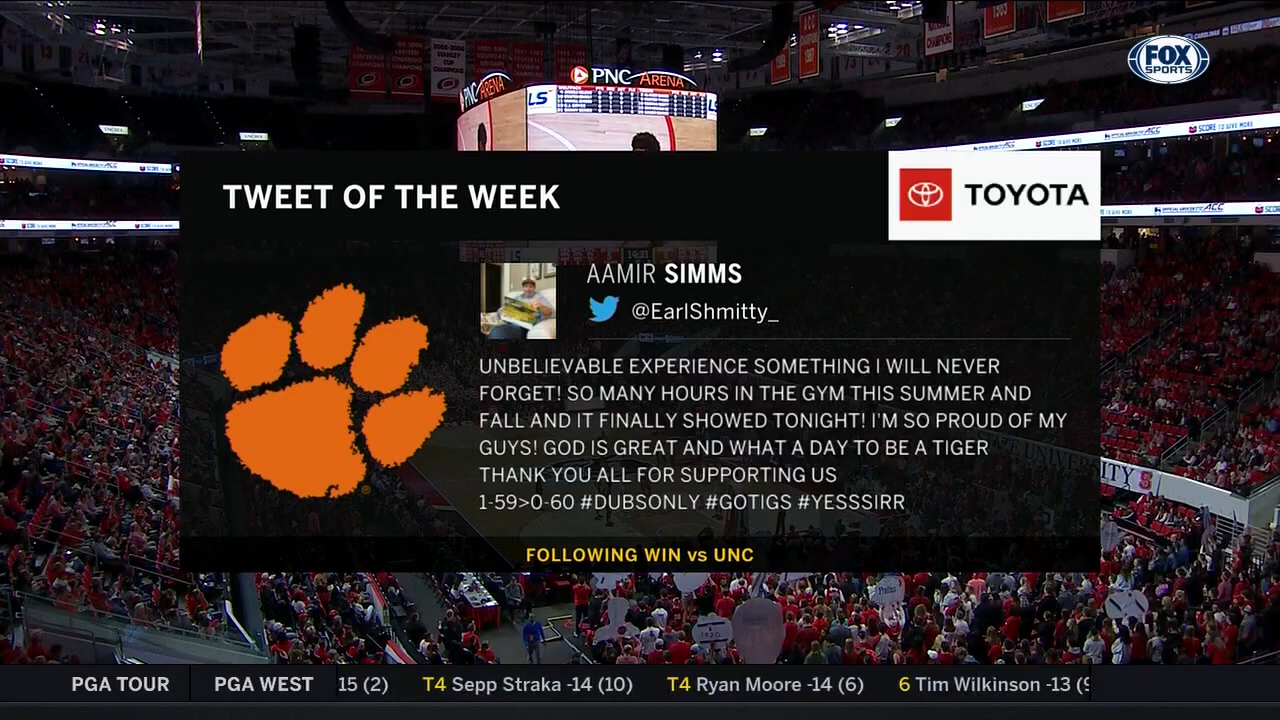 FOX
SPORTS
PNC ARENA
PNC ARENA
LS
TWEET OF THE WEEK
TOYOTA
AAMIR SIMMS
@EarlShmitty_
UNBELIEVABLE EXPERIENCE SOMETHING I WILL NEVER
FORGET! SO MANY HOURS IN THE GYM THIS SUMMER AND
FALL AND IT FINALLY SHOWED TONIGHT! I'M SO PROUD OF MY
GUYS! GOD IS GREAT AND WHAT A DAY TO BE A TIGER
THANK YOU ALL FOR SUPPORTING US
1-59>0-60 #DUBSONLY #GOTIGS #YESSSIRR
FOLLOWING WIN vs UNC
PGA TOUR PGA WEST 15 (2) T4 Sepp Straka -14 (10) T4 Ryan Moore -14 (6) 6 Tim Wilkinson -13